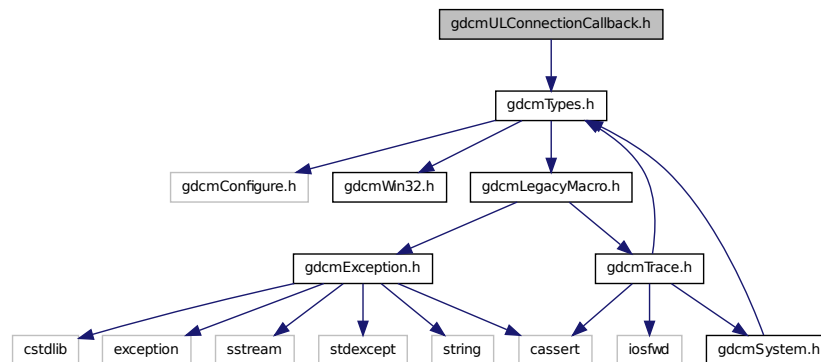 gdcmULConnectionCallback.h
gdcmTypes.h
gdcmConfigure.h
gdcmWin32.h
gdcmLegacyMacro.h
gdcmException.h
gdcmTrace.h
cstdlib
exception
sstream
stdexcept
string
cassert
iosfwd
gdcmSystem.h